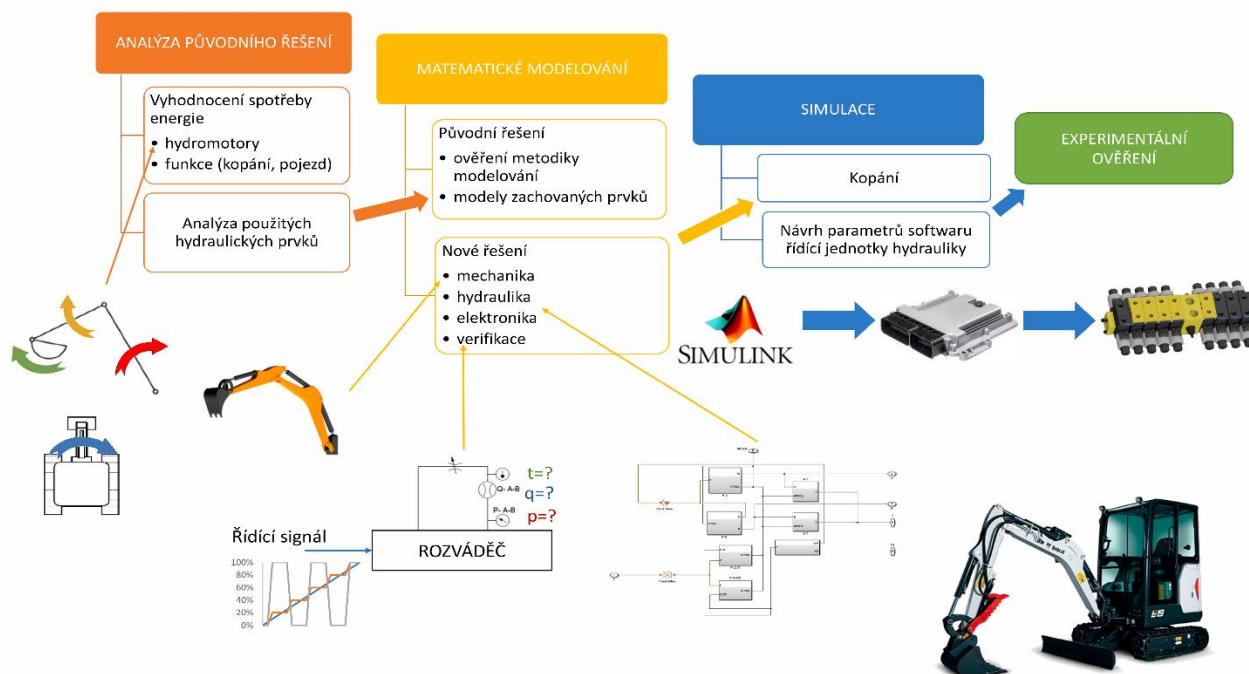 ANALÝZA PŮVODNÍHO ŘEŠENÍ
Vyhodnocení spotřeby
energie
• hydromotory
• funkce (kopání, pojezd)
Analýza použitých
hydraulických prvků
MATEMATICKÉ MODELOVÁNÍ
Původní řešení
• ověření metodiky
modelování
• modely zachovaných prvků
Nové řešení
• mechanika
• hydraulika
• elektronika
• verifikace
SIMULACE
Kopání
Návrh parametrů softwaru
řídící jednotky hydrauliky
EXPERIMENTÁLNÍ
OVĚŘENÍ
SIMULINK
t=?
Q- A-B
q=?
P- A-B
p=?
Řídící signál
ROZVÁDĚČ
100%
80%
60%
40%
20%
0%
E19